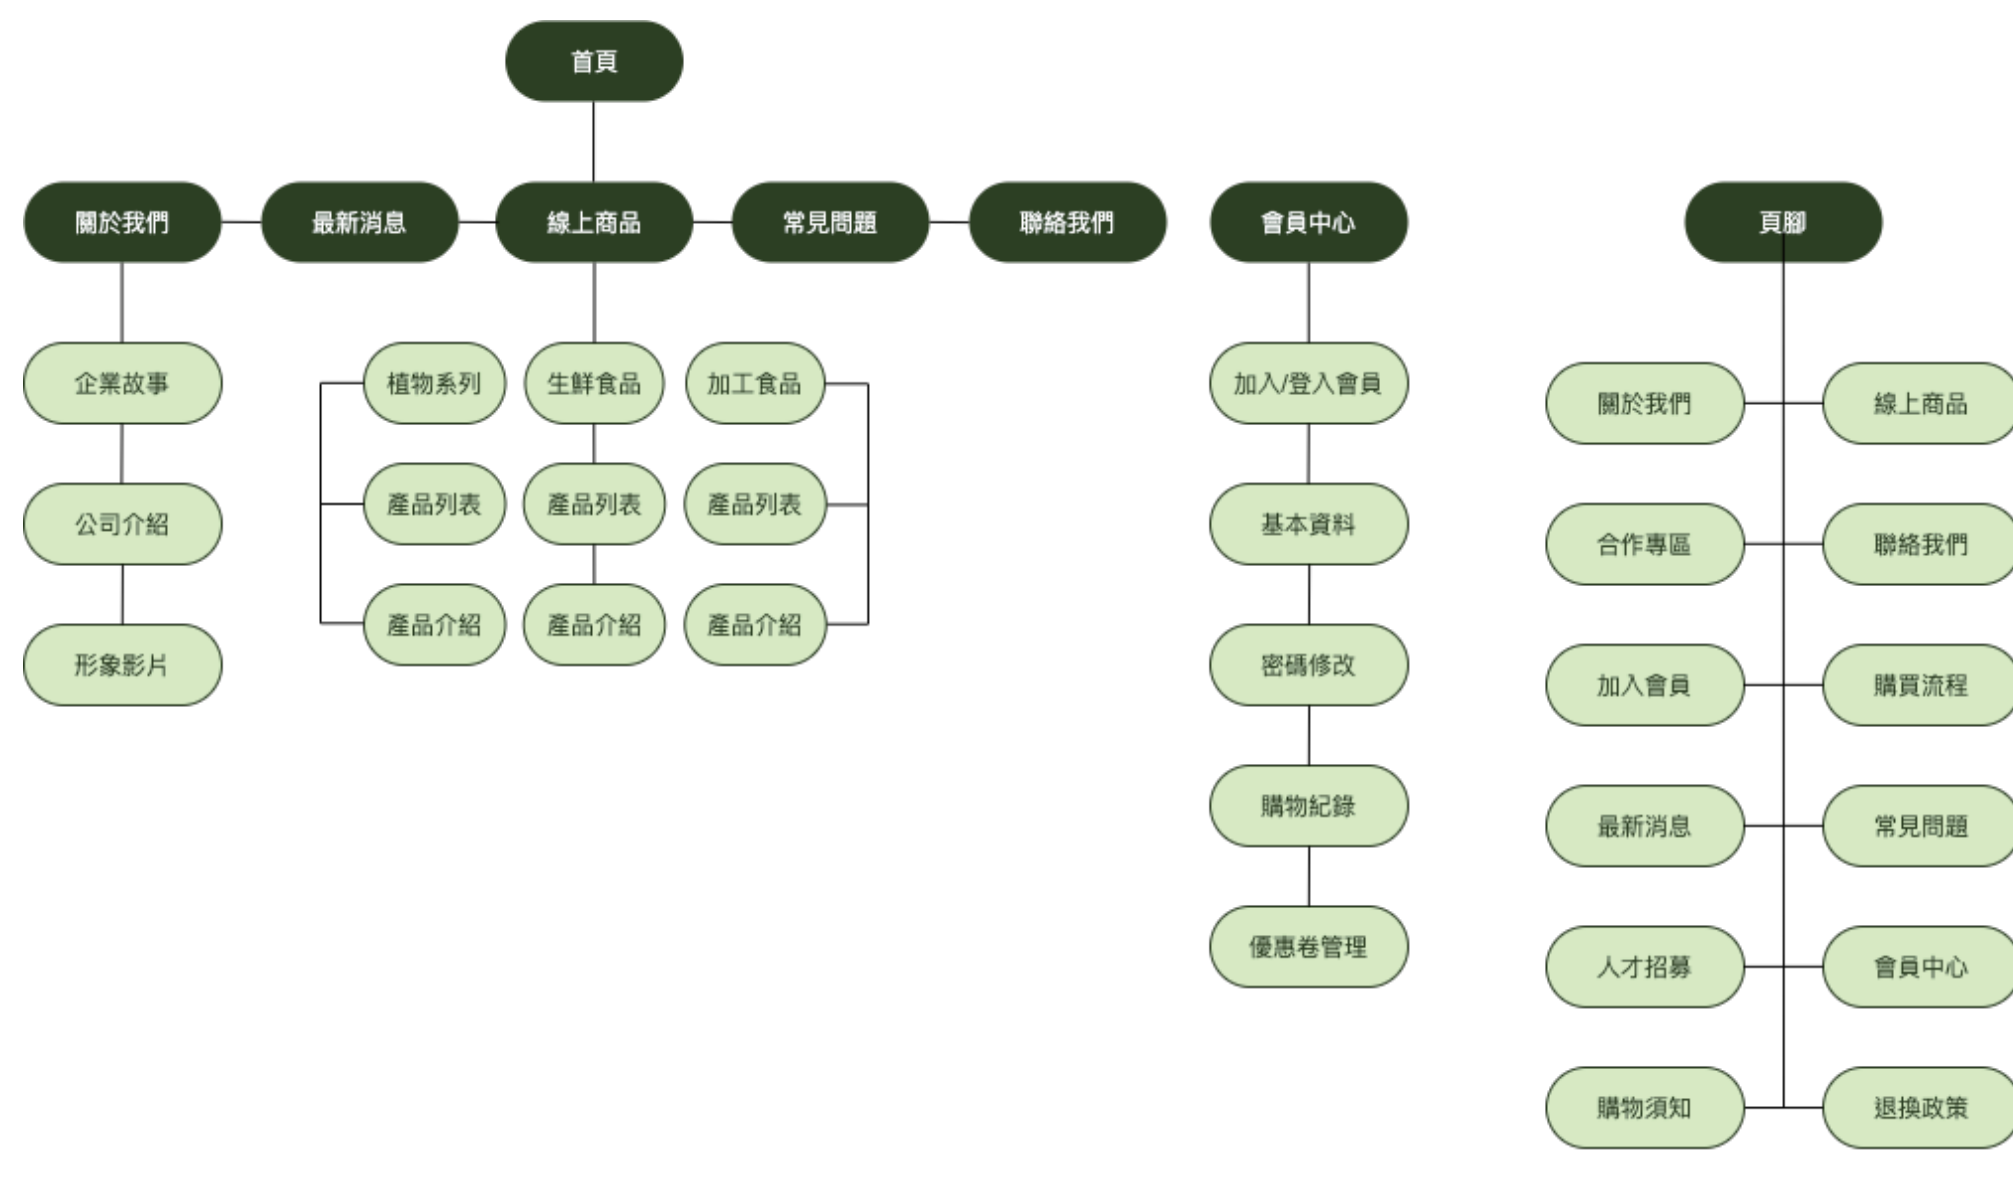 首頁
關於我們
最新消息
線上商品
常見問題
聯絡我們
會員中心
頁腳
企業故事
公司介紹
形象影片
植物系列
產品列表
產品介紹
生鮮食品
產品列表
產品介紹
加工食品
產品列表
產品介紹
加入/登入會員
基本資料
密碼修改
購物紀錄
優惠卷管理
關於我們
線上商品
合作專區
聯絡我們
加入會員
購買流程
最新消息
常見問題
人才招募
會員中心
購物須知
退換政策